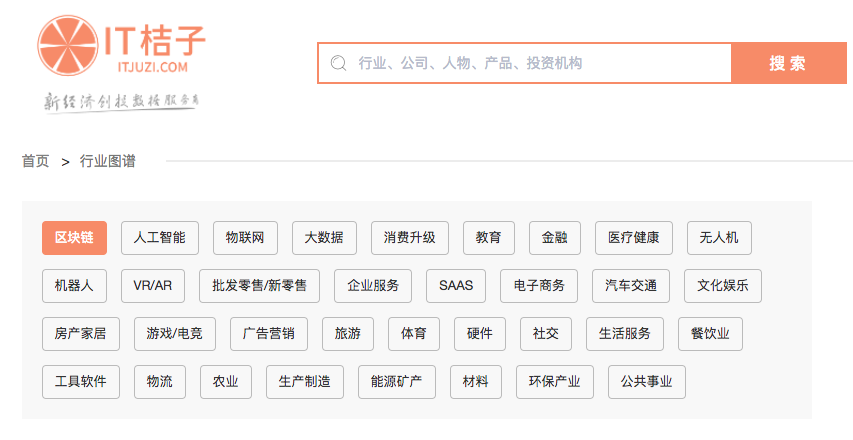 IT桔子
ITJUZI.COM
新经济创投数据服务商
行业、公司、人物、产品、投资机构
搜 索
首页 > 行业图谱
区块链 人工智能 物联网 大数据 消费升级 教育 金融 医疗健康 无人机
机器人 VR/AR 批发零售/新零售 企业服务 SAAS 电子商务 汽车交通 文化娱乐
房产家居 游戏/电竞 广告营销 旅游 体育 硬件 社交 生活服务 餐饮业
工具软件 物流 农业 生产制造 能源矿产 材料 环保产业 公共事业